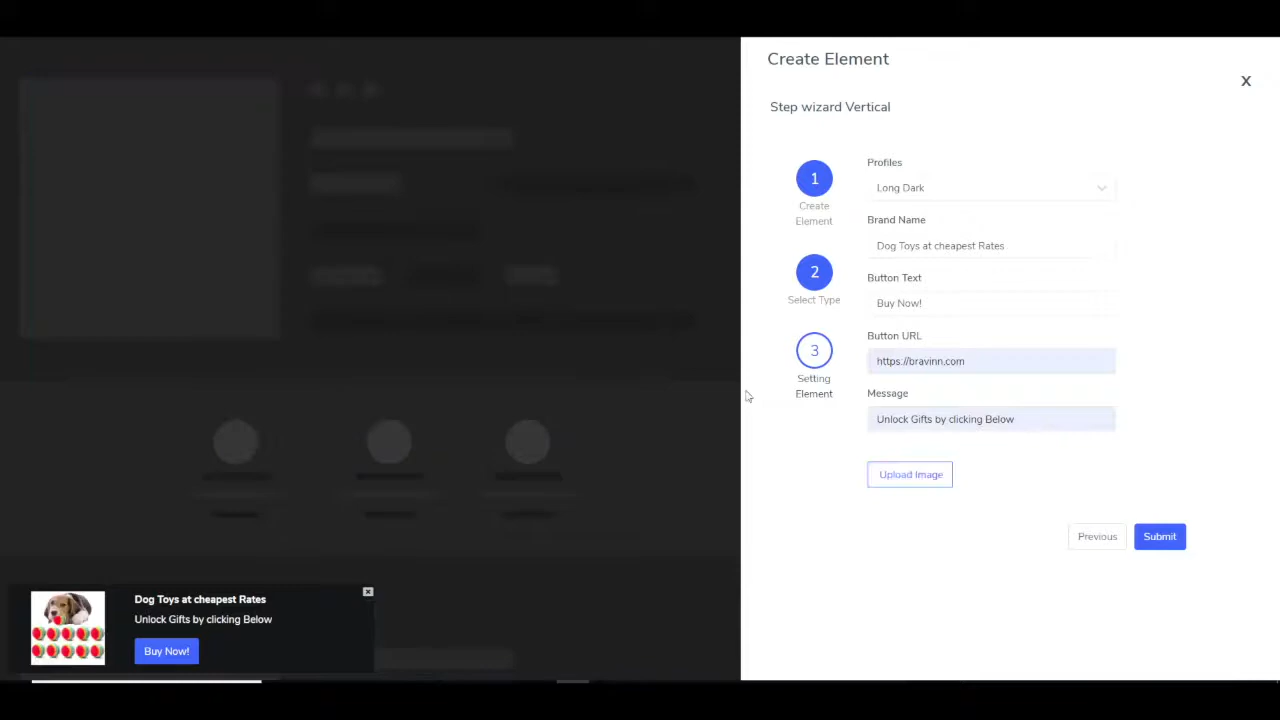 Create Element
X
Step wizard Vertical
1
Create
Element
2
Select Type
3
Setting
Element
Profiles
Long Dark
Brand Name
Dog Toys at cheapest Rates
Button Text
Buy Now!
Button URL
https://bravinn.com
Message
Unlock Gifts by clicking Below
Upload Image
Previous
Submit
Dog Toys at cheapest Rates
Unlock Gifts by clicking Below
Buy Now!